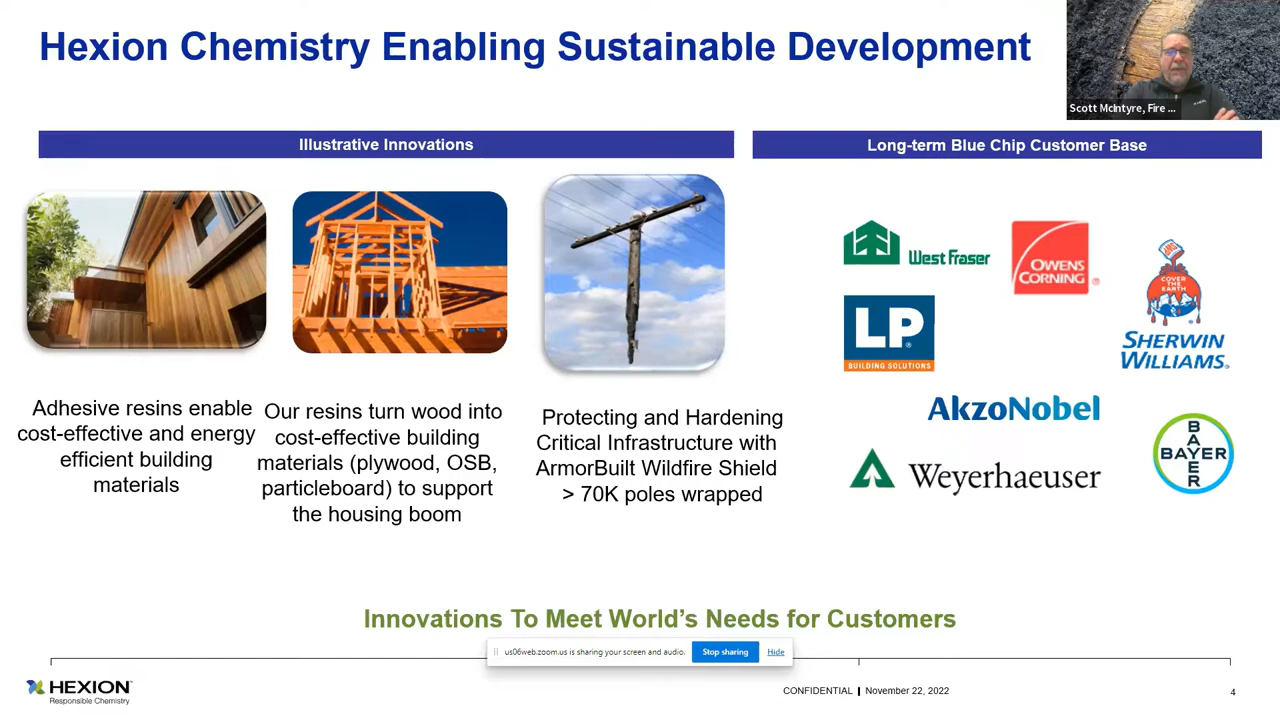 Hexion Chemistry Enabling Sustainable Development
Scott McIntyre, Fire ...
Illustrative Innovations
Long-term Blue Chip Customer Base
WEST FRASER
OWENS
CORNING
®
LP
®
BUILDING SOLUTIONS
SWP
COVER
THE
EARTH
SHERWIN
WILLIAMS®
AkzoNobel
Weyerhaeuser
BAYER
BAYER
Adhesive resins enable
cost-effective and energy
efficient building
materials
Our resins turn wood into
cost-effective building
materials (plywood, OSB,
particleboard) to support
the housing boom
Protecting and Hardening
Critical Infrastructure with
ArmorBuilt Wildfire Shield
> 70K poles wrapped
Innovations To Meet World’s Needs for Customers
us06web.zoom.us is sharing your screen and audio.
Stop sharing
Hide
HEXION™
Responsible Chemistry
CONFIDENTIAL | November 22, 2022
4